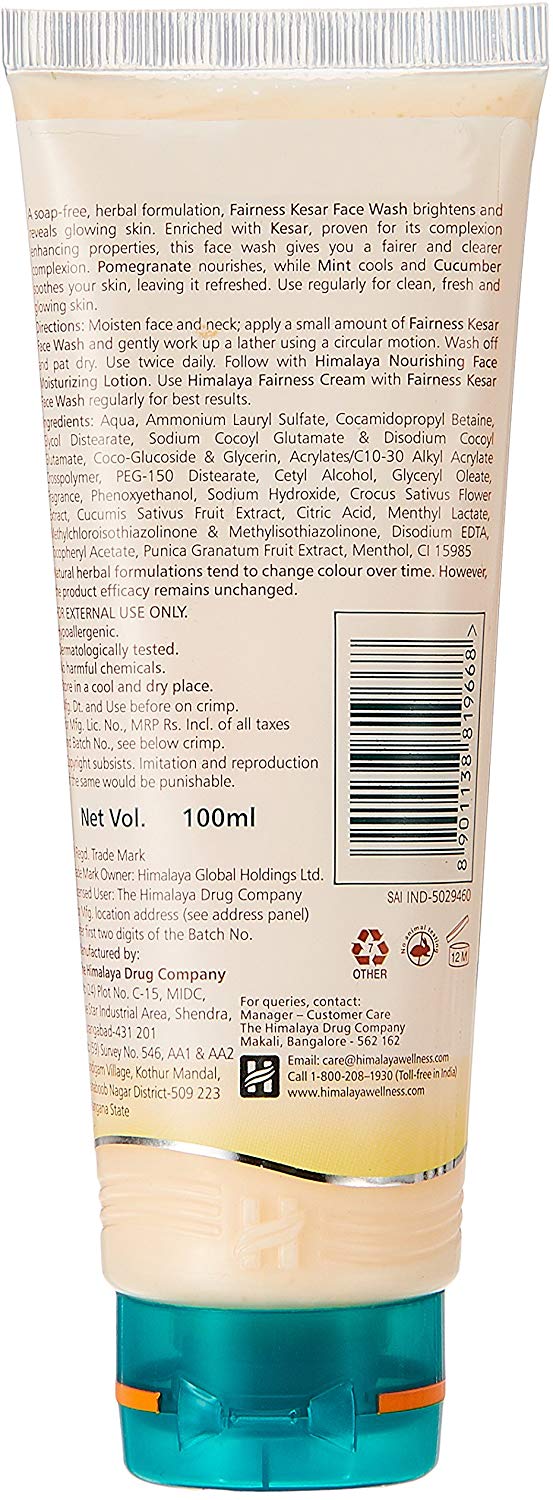 A soap-free, herbal formulation, Fairness Kesar Face Wash brightens and
reveals glowing skin. Enriched with Kesar, proven for its complexion
enhancing properties, this face wash gives you a fairer and clearer
complexion. Pomegranate nourishes, while Mint cools and Cucumber
soothes your skin, leaving it refreshed. Use regularly for clean, fresh and
glowing skin.
Directions: Moisten face and neck; apply a small amount of Fairness Kesar
Face Wash and gently work up a lather using a circular motion. Wash off
and pat dry. Use twice daily. Follow with Himalaya Nourishing Face
Moisturizing Lotion. Use Himalaya Fairness Cream with Fairness Kesar
Face Wash regularly for best results.
Ingredients: Aqua, Ammonium Lauryl Sulfate, Cocamidopropyl Betaine,
Glycol Distearate, Sodium Cocoyl Glutamate & Disodium Cocoyl
Glutamate, Coco-Glucoside & Glycerin, Acrylates/C10-30 Alkyl Acrylate
Crosspolymer, PEG-150 Distearate, Cetyl Alcohol, Glyceryl Oleate,
Fragrance, Phenoxyethanol, Sodium Hydroxide, Crocus Sativus Flower
Extract, Cucumis Sativus Fruit Extract, Citric Acid, Menthyl Lactate,
Methylchloroisothiazolinone & Methylisothiazolinone, Disodium EDTA,
Tocopheryl Acetate, Punica Granatum Fruit Extract, Menthol, CI 15985
Natural herbal formulations tend to change colour over time. However,
the product efficacy remains unchanged.
FOR EXTERNAL USE ONLY.
Hypoallergenic.
Dermatologically tested.
No harmful chemicals.
Store in a cool and dry place.
Mfg. Dt. and Use before on crimp.
For Mfg. Lic. No., MRP Rs. Incl. of all taxes
and Batch No., see below crimp.
Copyright subsists. Imitation and reproduction
of the same would be punishable.
Net Vol. 100ml
8 901138 819668 >
SAI IND-5029460
Regd. Trade Mark
Trade Mark Owner: Himalaya Global Holdings Ltd.
Licensed User: The Himalaya Drug Company
For Mfg. location address (see address panel)
refer first two digits of the Batch No.
Manufactured by:
The Himalaya Drug Company
Plot No. C-15, MIDC,
Star Industrial Area, Shendra,
Aurangabad-431 201
Survey No. 546, AA1 & AA2
Village, Kothur Mandal,
Mahaboob Nagar District-509 223
Telangana State
7
OTHER
No animal testing
12 M
For queries, contact:
Manager – Customer Care
The Himalaya Drug Company
Makali, Bangalore - 562 162
Email: care@himalayawellness.com
Call 1-800-208–1930 (Toll-free in India)
www.himalayawellness.com
H